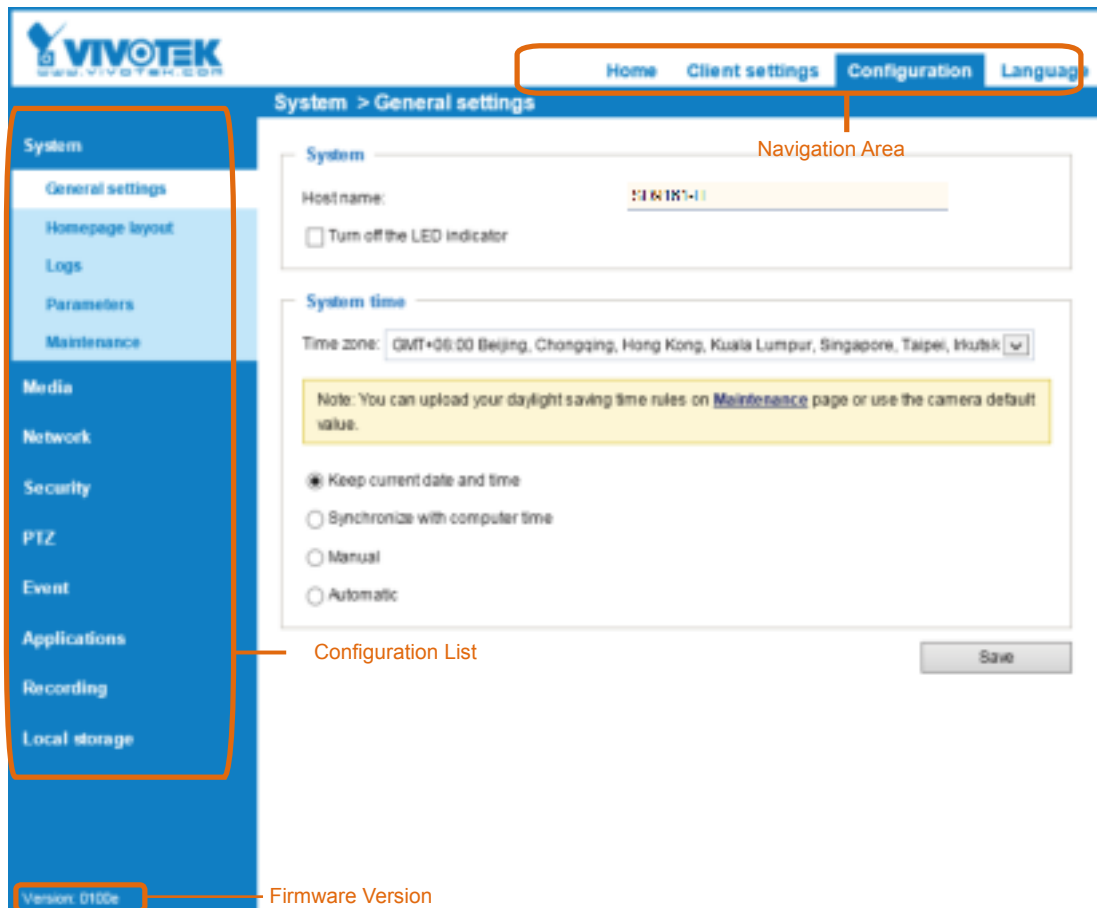 VIVOTEK
www.vivotek.com
Home Client settings Configuration Language
System > General settings
Navigation Area
System
General settings
Homepage layout
Logs
Parameters
Maintenance
Media
Network
Security
PTZ
Event
Applications
Recording
Local storage
Version: 0100e
System
Host name:
Turn off the LED indicator
System time
Time zone: GMT+08:00 Beijing, Chongqing, Hong Kong, Kuala Lumpur, Singapore, Taipei, Irkutsk
Note: You can upload your daylight saving time rules on Maintenance page or use the camera default
value.
Keep current date and time
Synchronize with computer time
Manual
Automatic
Configuration List
Save
Firmware Version